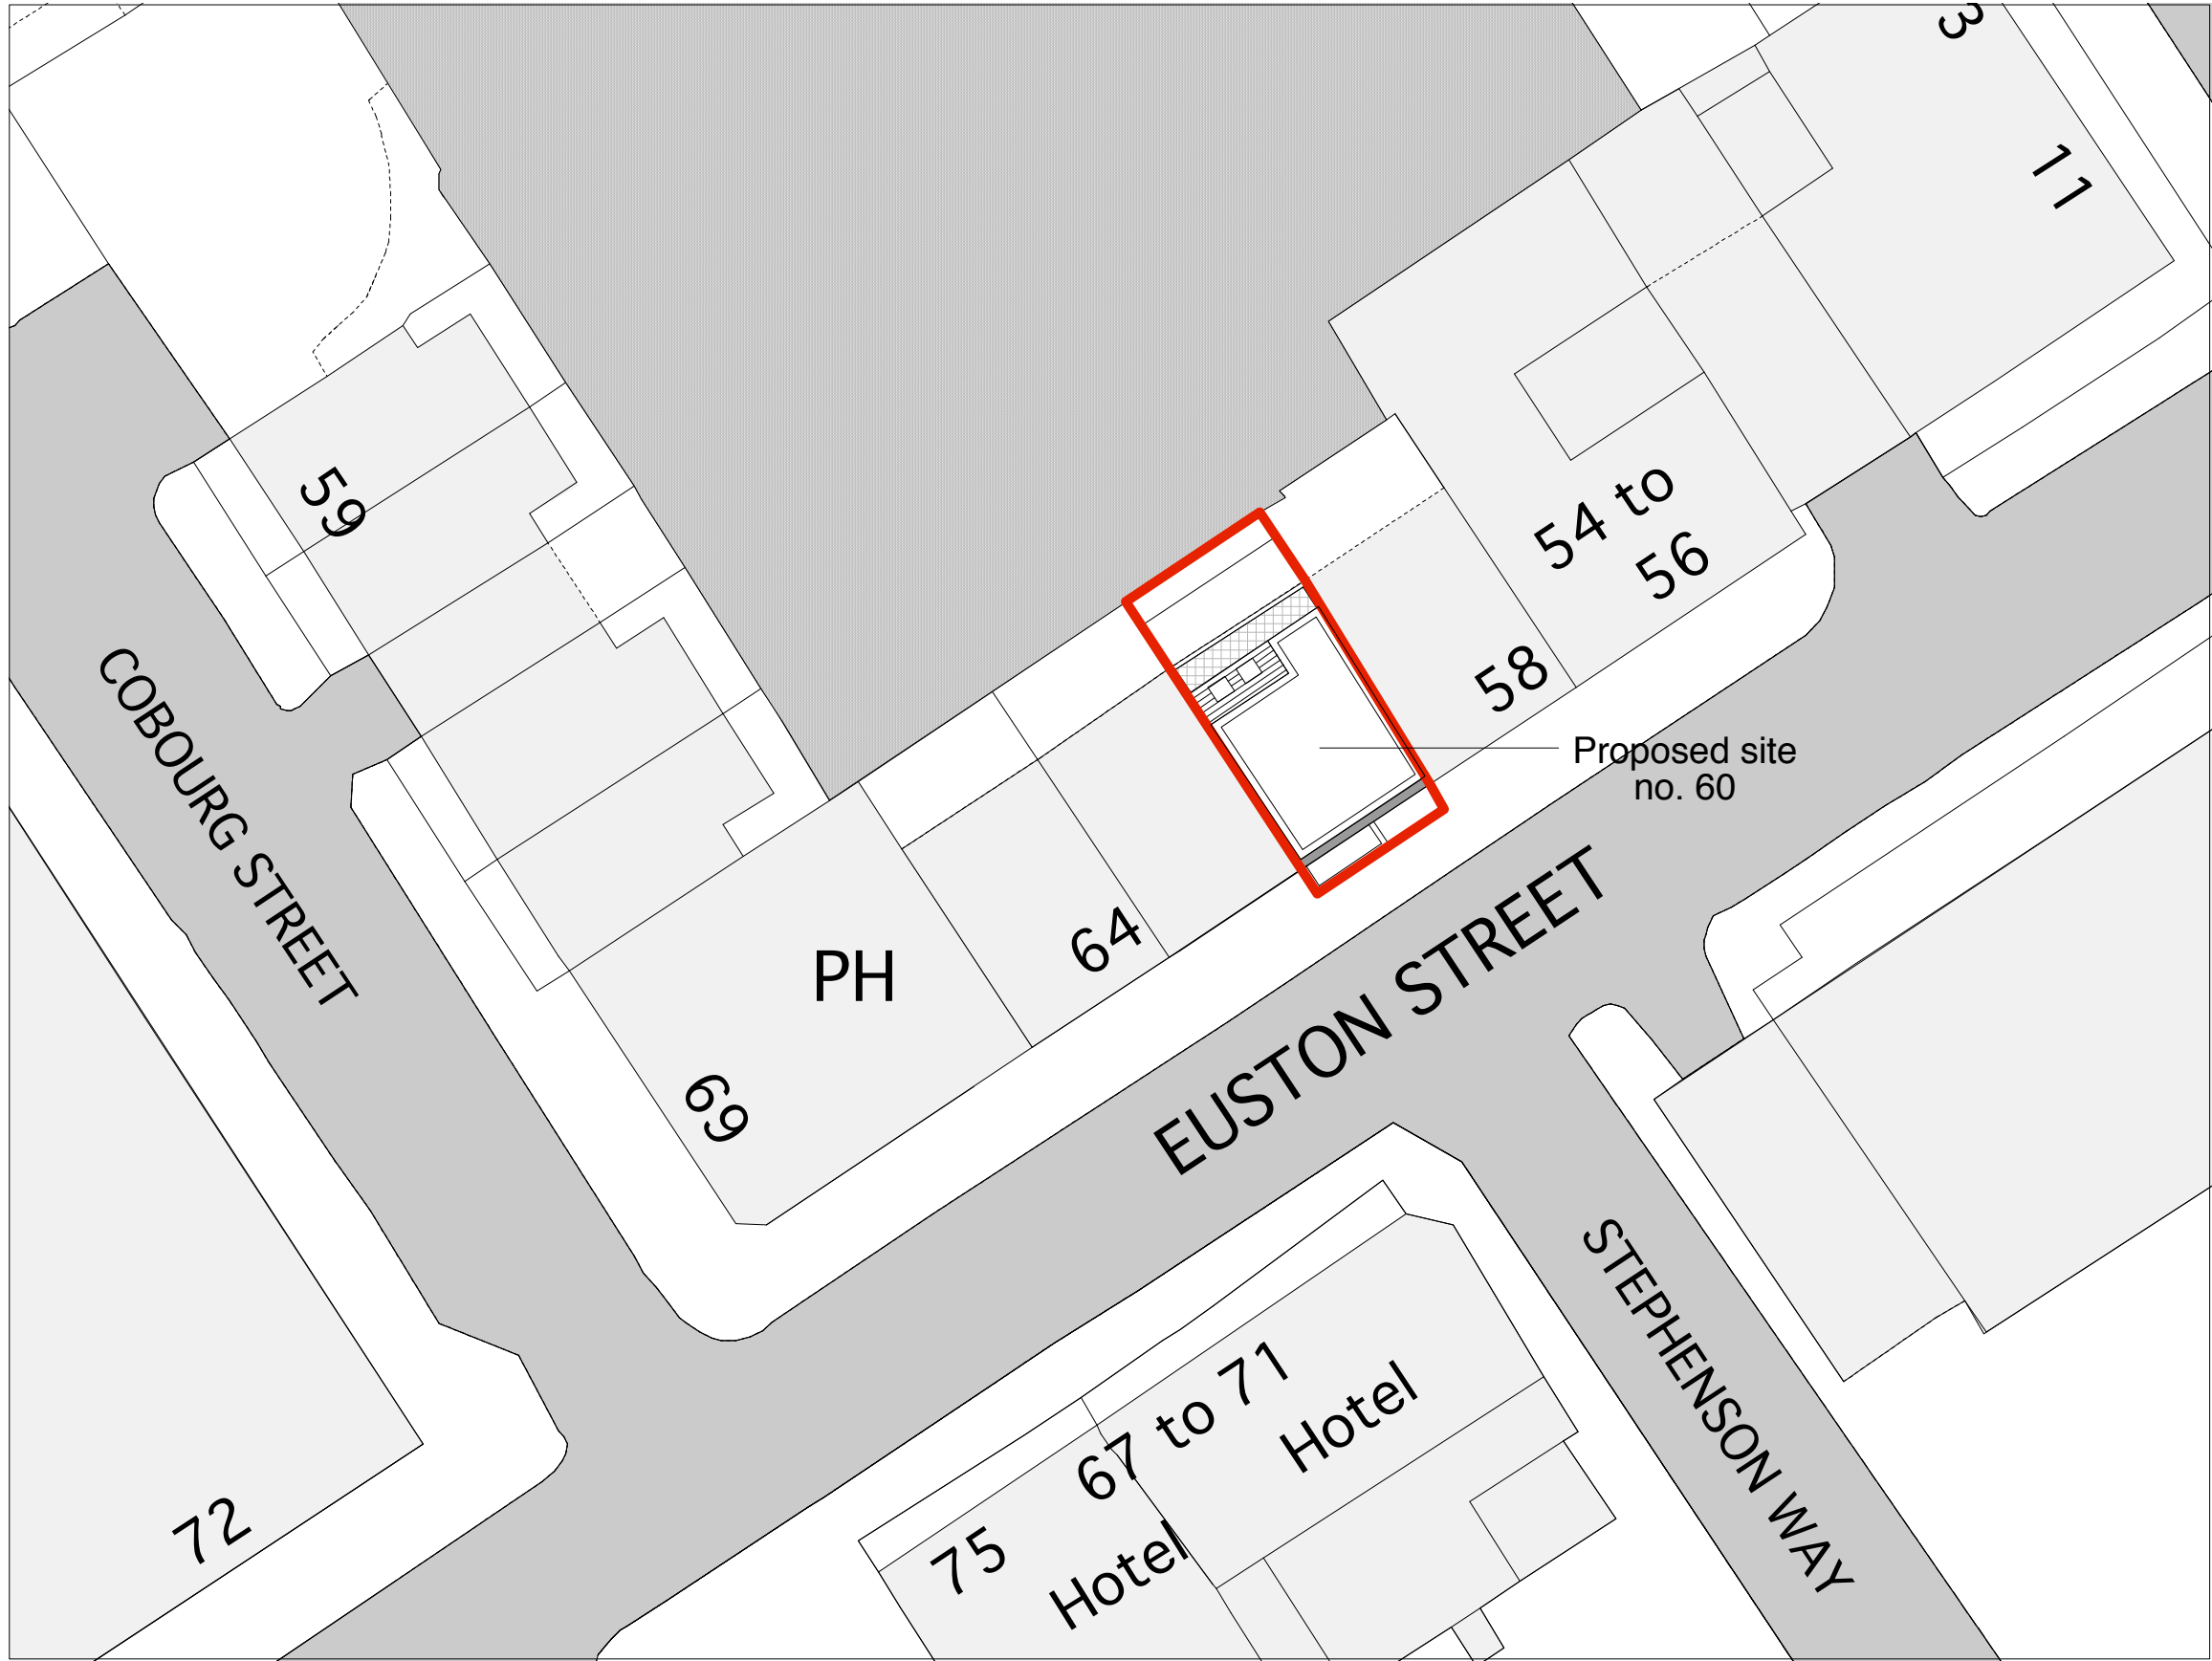 3
11
59
54 to
56
58
COBOURG STREET
Proposed site
no. 60
64
PH
EUSTON STREET
69
STEPHENSON WAY
67 to 71
Hotel
75
Hotel
72